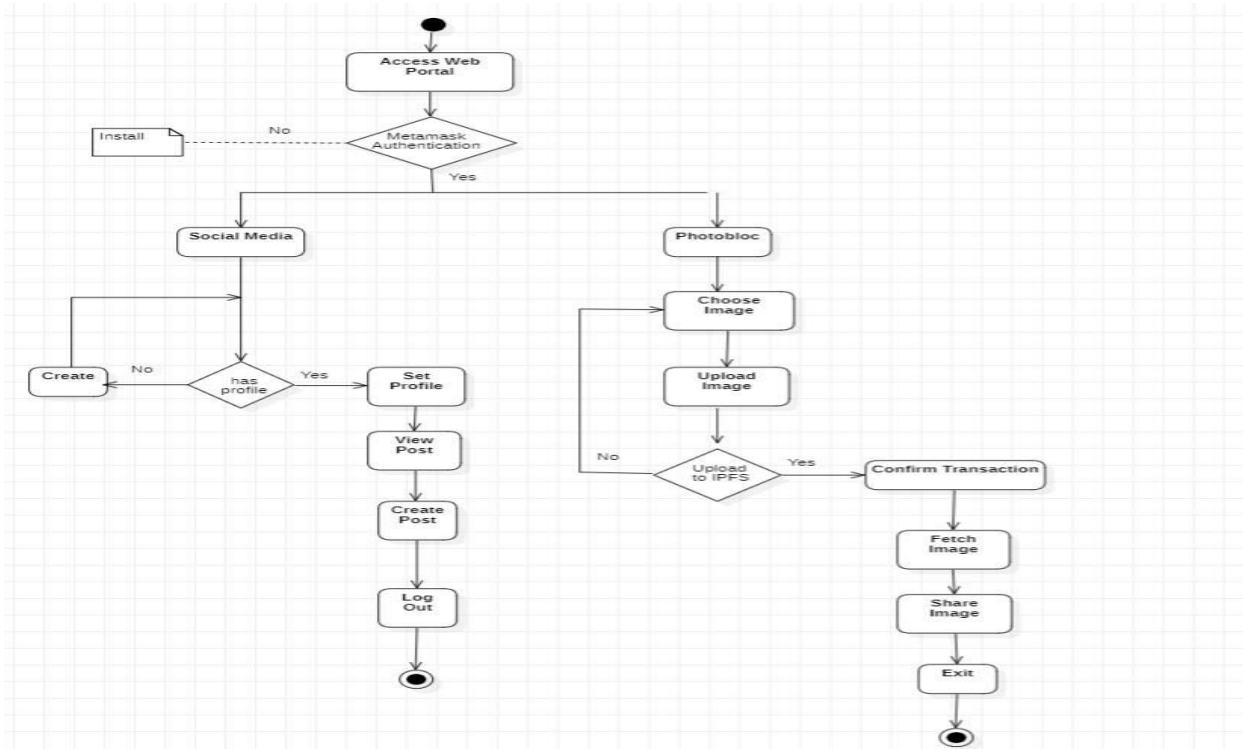 Access Web
Portal
Install
No
Metamask
Authentication
Yes
Social Media
Photobloc
Choose
Image
Create
No
has
profile
Yes
Set
Profile
Upload
Image
View
Post
No
Upload
to IPFS
Yes
Confirm Transaction
Create
Post
Fetch
Image
Log
Out
Share
Image
Exit